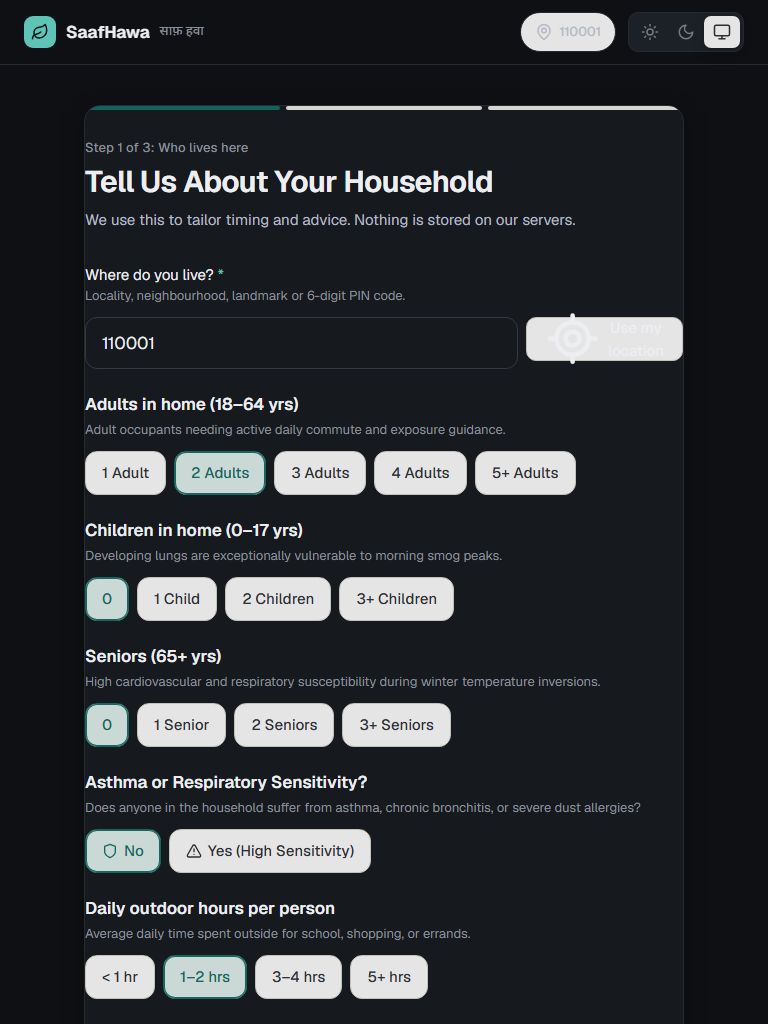 SaafHawa साफ़ हवा
110001
Step 1 of 3: Who lives here
Tell Us About Your Household
We use this to tailor timing and advice. Nothing is stored on our servers.
Where do you live? *
Locality, neighbourhood, landmark or 6-digit PIN code.
110001
Use my
location
Adults in home (18–64 yrs)
Adult occupants needing active daily commute and exposure guidance.
1 Adult 2 Adults 3 Adults 4 Adults 5+ Adults
Children in home (0–17 yrs)
Developing lungs are exceptionally vulnerable to morning smog peaks.
0 1 Child 2 Children 3+ Children
Seniors (65+ yrs)
High cardiovascular and respiratory susceptibility during winter temperature inversions.
0 1 Senior 2 Seniors 3+ Seniors
Asthma or Respiratory Sensitivity?
Does anyone in the household suffer from asthma, chronic bronchitis, or severe dust allergies?
No Yes (High Sensitivity)
Daily outdoor hours per person
Average daily time spent outside for school, shopping, or errands.
< 1 hr 1–2 hrs 3–4 hrs 5+ hrs